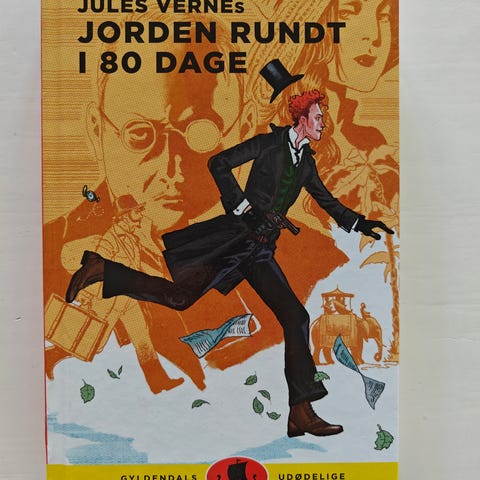 JULES VERNEs
JORDEN RUNDT
I 80 DAGE
GYLDENDALS UDØDELIGE